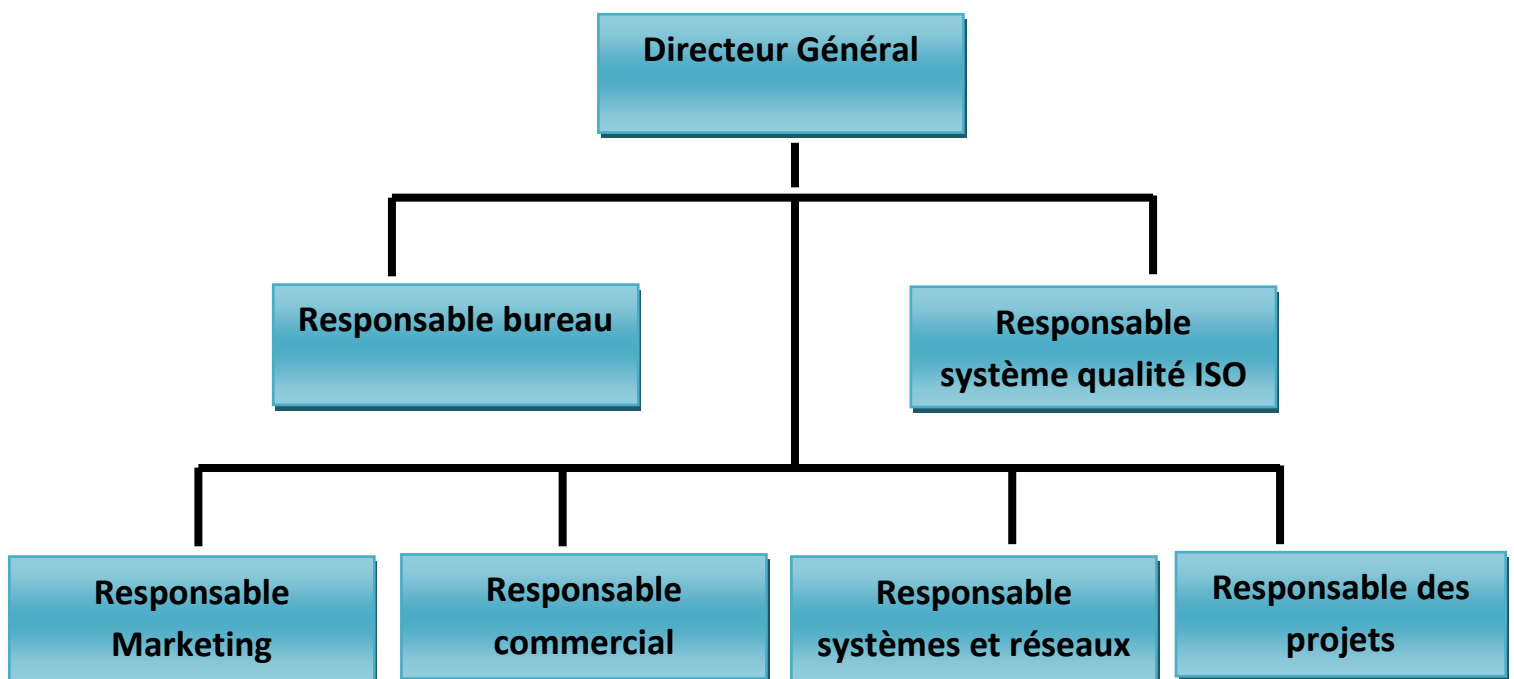 Directeur Général
Responsable bureau
Responsable
système qualité ISO
Responsable
Marketing
Responsable
commercial
Responsable
systèmes et réseaux
Responsable des
projets